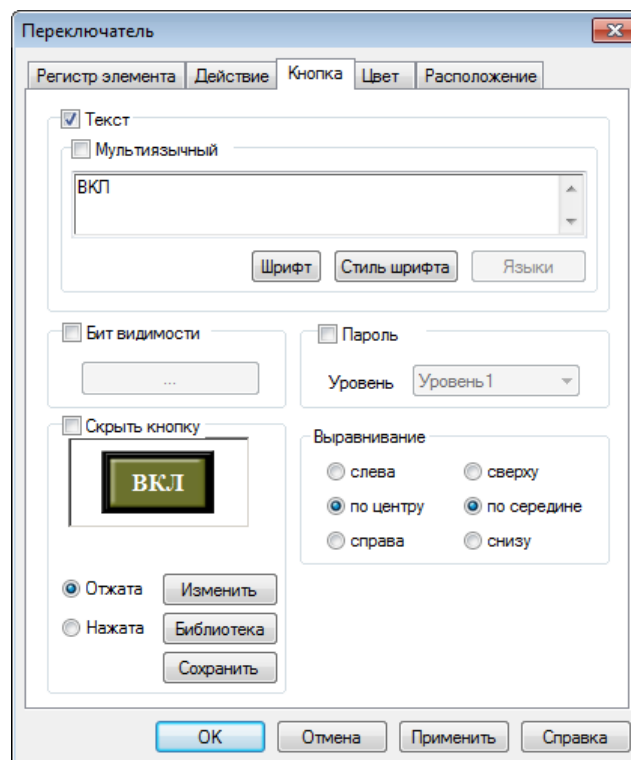 Переключатель
Регистр элемента Действие Кнопка Цвет Расположение
Текст
Мультиязычный
ВКЛ
Шрифт Стиль шрифта Языки
Бит видимости
...
Пароль
Уровень Уровень1
Скрыть кнопку
ВКЛ
Отжата Изменить
Нажата Библиотека
Сохранить
Выравнивание
слева сверху
по центру по середине
справа снизу
OK Отмена Применить Справка